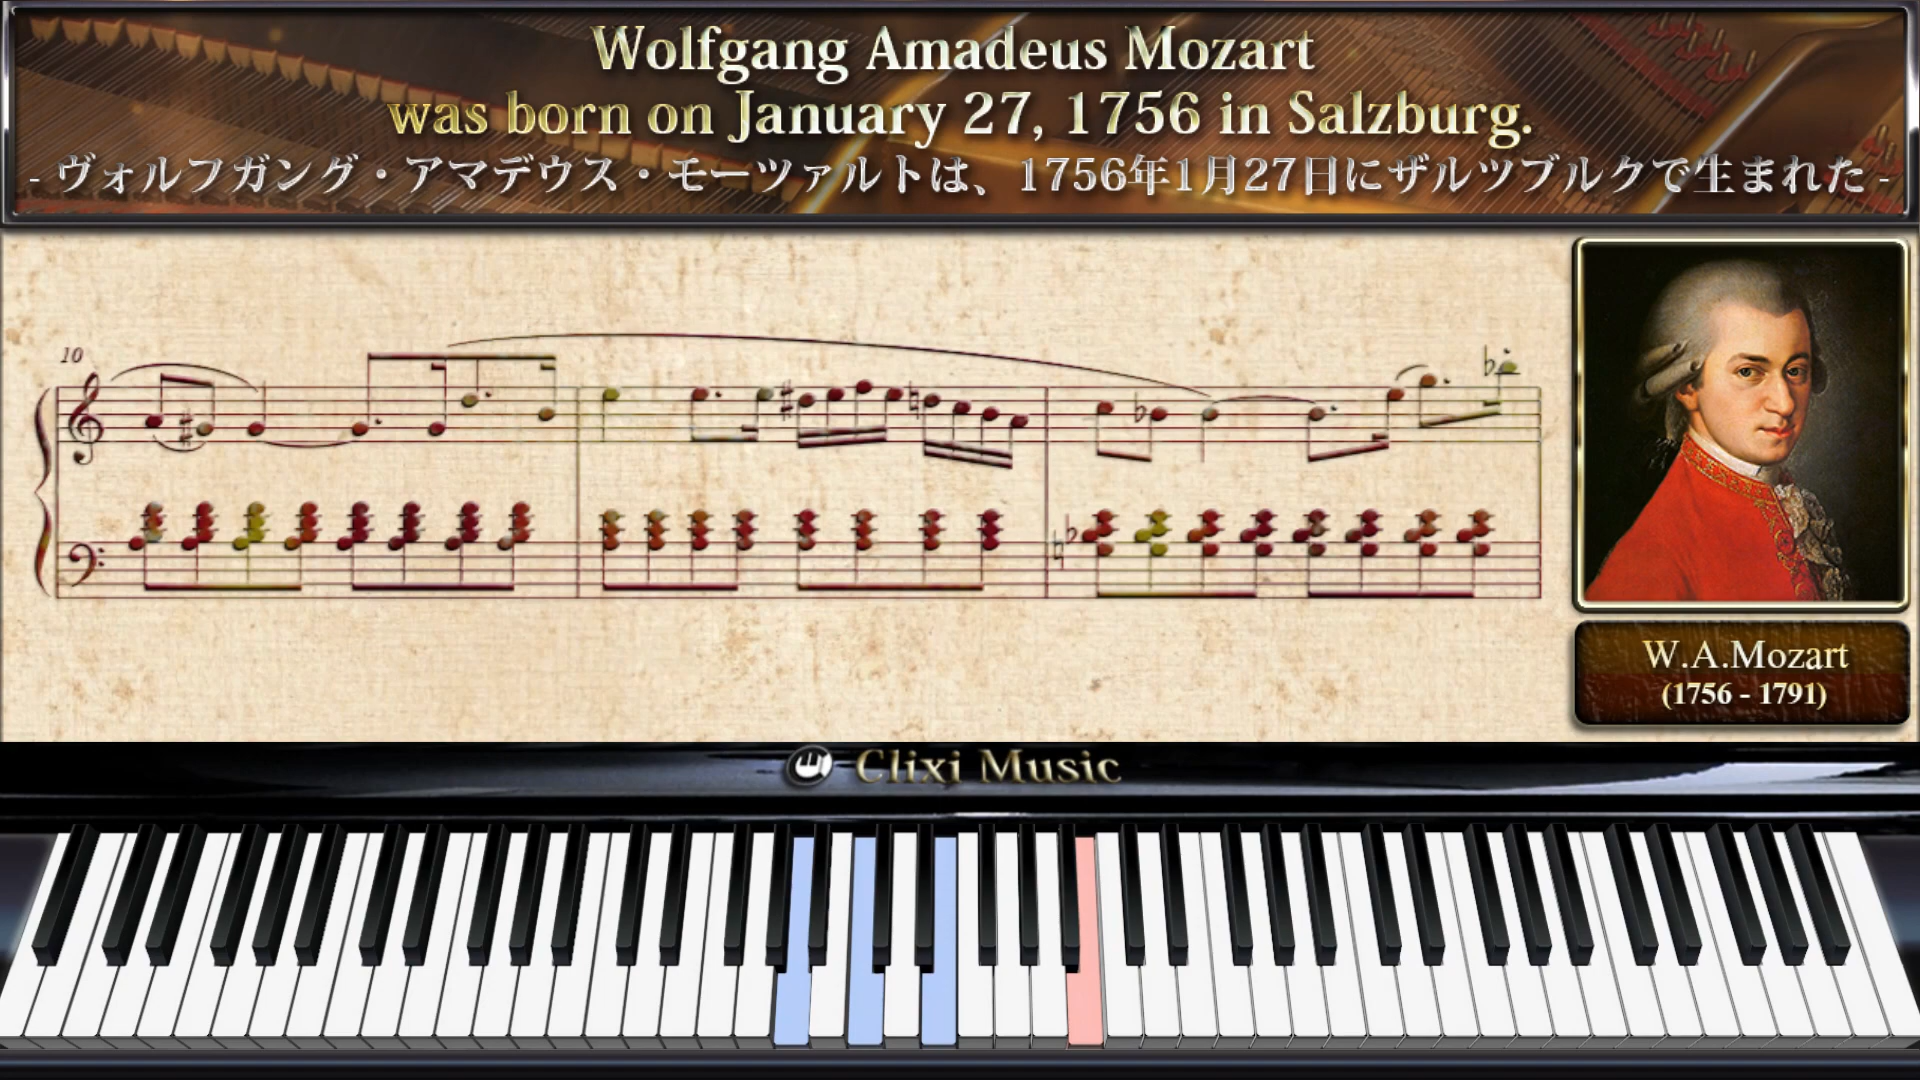 Wolfgang Amadeus Mozart
was born on January 27, 1756 in Salzburg.
- ヴォルフガング・アマデウス・モーツァルトは、1756年1月27日にザルツブルクで生まれた -
10
W.A.Mozart
(1756 - 1791)
Clixi Music